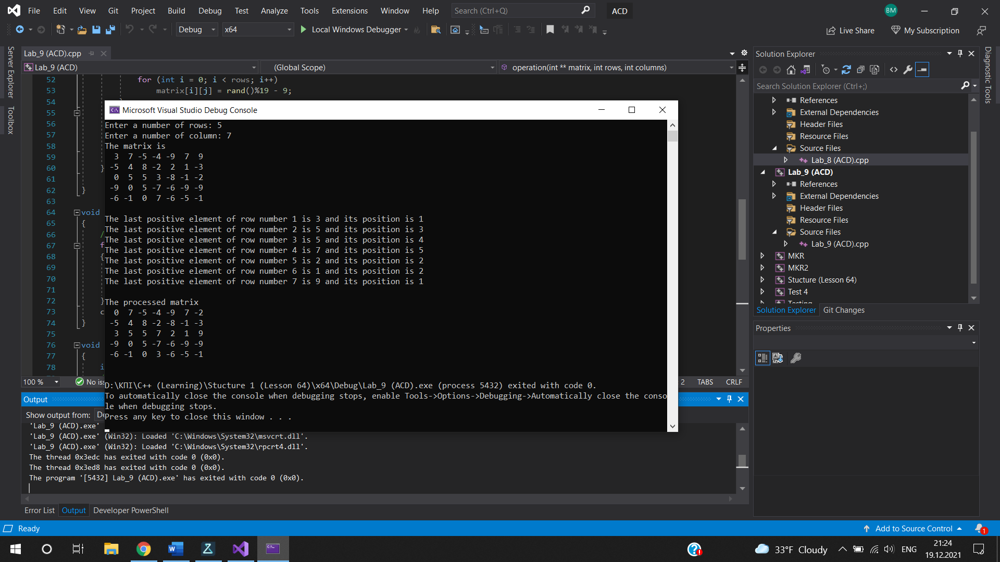 File Edit View Git Project Build Debug Test Analyze Tools Extensions Window Help Search (Ctrl+Q) ACD BM
Debug x64 Local Windows Debugger Live Share My Subscription
Server Explorer
Toolbox
Lab_9 (ACD).cpp
Lab_9 (ACD) (Global Scope) operation(int ** matrix, int rows, int columns)
52 for (int i = 0; i < rows; i++)
53 matrix[i][j] = rand()%19 - 9;
54
55
56
57
58
59
60 }
61
62 }
63
64 void
65 {
66 /
67 f
68 {
69
70
71
72 }
73 c
74 }
75
76 void
77 {
78 i
Microsoft Visual Studio Debug Console
Enter a number of rows: 5
Enter a number of column: 7
The matrix is
3 7 -5 -4 -9 7 9
-5 4 8 -2 2 1 -3
0 5 5 3 -8 -1 -2
-9 0 5 -7 -6 -9 -9
-6 -1 0 7 -6 -5 -1
The last positive element of row number 1 is 3 and its position is 1
The last positive element of row number 2 is 5 and its position is 3
The last positive element of row number 3 is 5 and its position is 4
The last positive element of row number 4 is 7 and its position is 5
The last positive element of row number 5 is 2 and its position is 2
The last positive element of row number 6 is 1 and its position is 2
The last positive element of row number 7 is 9 and its position is 1
The processed matrix
0 7 -5 -4 -9 7 -2
-5 4 8 -2 -8 -1 -3
3 5 5 7 2 1 9
-9 0 5 -7 -6 -9 -9
-6 -1 0 3 -6 -5 -1
D:\КПІ\C++ (Learning)\Stucture 1 (Lesson 64)\x64\Debug\Lab_9 (ACD).exe (process 5432) exited with code 0.
To automatically close the console when debugging stops, enable Tools->Options->Debugging->Automatically close the conso
le when debugging stops.
Press any key to close this window . . .
100 % No iss 2 TABS CRLF
Output
Show output from: De
'Lab_9 (ACD).exe'
'Lab_9 (ACD).exe' (Win32): Loaded 'C:\Windows\System32\msvcrt.dll'.
'Lab_9 (ACD).exe' (Win32): Loaded 'C:\Windows\System32\rpcrt4.dll'.
The thread 0x3edc has exited with code 0 (0x0).
The thread 0x3ed8 has exited with code 0 (0x0).
The program '[5432] Lab_9 (ACD).exe' has exited with code 0 (0x0).
Error List Output Developer PowerShell
Solution Explorer
Search Solution Explorer (Ctrl+;)
References
External Dependencies
Header Files
Resource Files
Source Files
Lab_8 (ACD).cpp
Lab_9 (ACD)
References
External Dependencies
Header Files
Resource Files
Source Files
Lab_9 (ACD).cpp
MKR
MKR2
Stucture (Lesson 64)
Test 4
Testing
Solution Explorer Git Changes
Properties
Diagnostic Tools
Ready Add to Source Control 1
33°F Cloudy ENG 21:24
19.12.2021